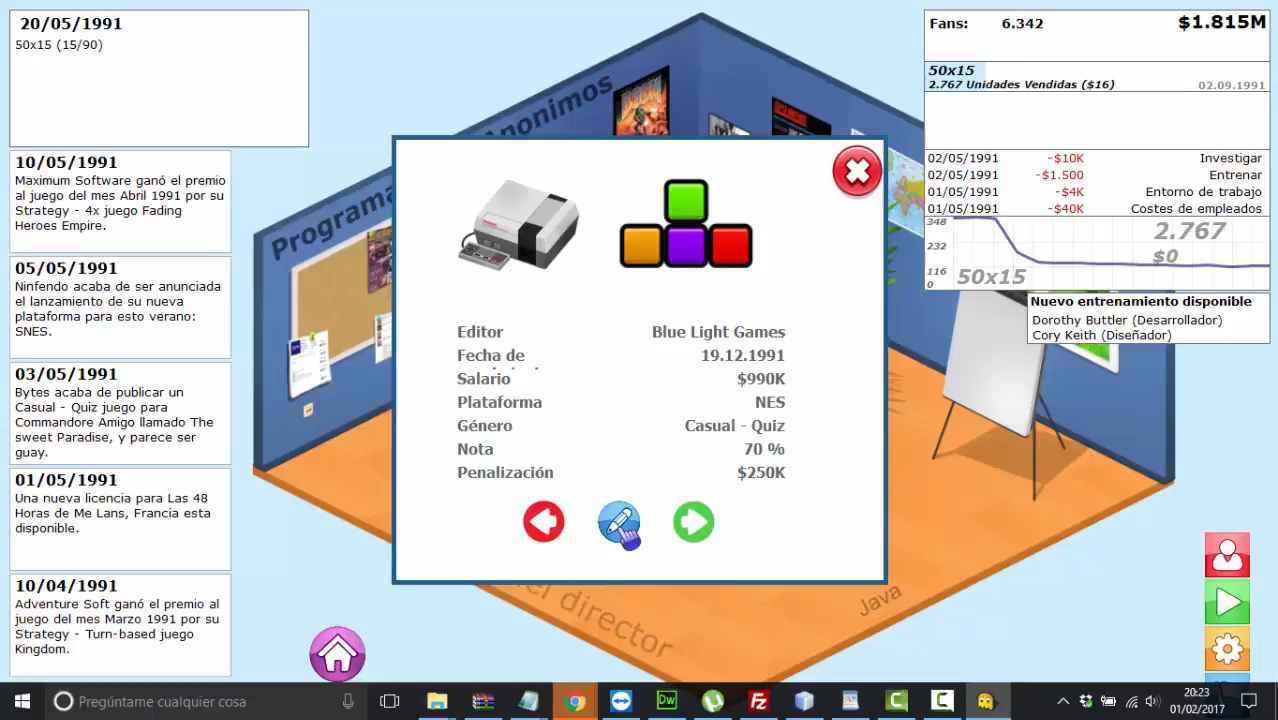 20/05/1991
50x15 (15/90)
10/05/1991
Maximum Software ganó el premio
al juego del mes Abril 1991 por su
Strategy - 4x juego Fading
Heroes Empire.
05/05/1991
Ninfendo acaba de ser anunciada
el lanzamiento de su nueva
plataforma para esto verano:
SNES.
03/05/1991
Bytes acaba de publicar un
Casual - Quiz juego para
Commandore Amigo llamado The
sweet Paradise, y parece ser
guay.
01/05/1991
Una nueva licencia para Las 48
Horas de Me Lans, Francia esta
disponible.
10/04/1991
Adventure Soft ganó el premio al
juego del mes Marzo 1991 por su
Strategy - Turn-based juego
Kingdom.
Anonimos
DOOM
Editor Blue Light Games
Fecha de 19.12.1991
Salario $990K
Plataforma NES
Género Casual - Quiz
Nota 70 %
Penalización $250K
director
Java
Fans: 6.342 $1.815M
50x15
2.767 Unidades Vendidas ($16) 02.09.1991
02/05/1991 -$10K Investigar
02/05/1991 -$1.500 Entrenar
01/05/1991 -$4K Entorno de trabajo
01/05/1991 -$40K Costes de empleados
348
232
116
0
2.767
$0
50x15
Nuevo entrenamiento disponible
Dorothy Buttler (Desarrollador)
Cory Keith (Diseñador)
Pregúntame cualquier cosa
Dw
20:23
01/02/2017